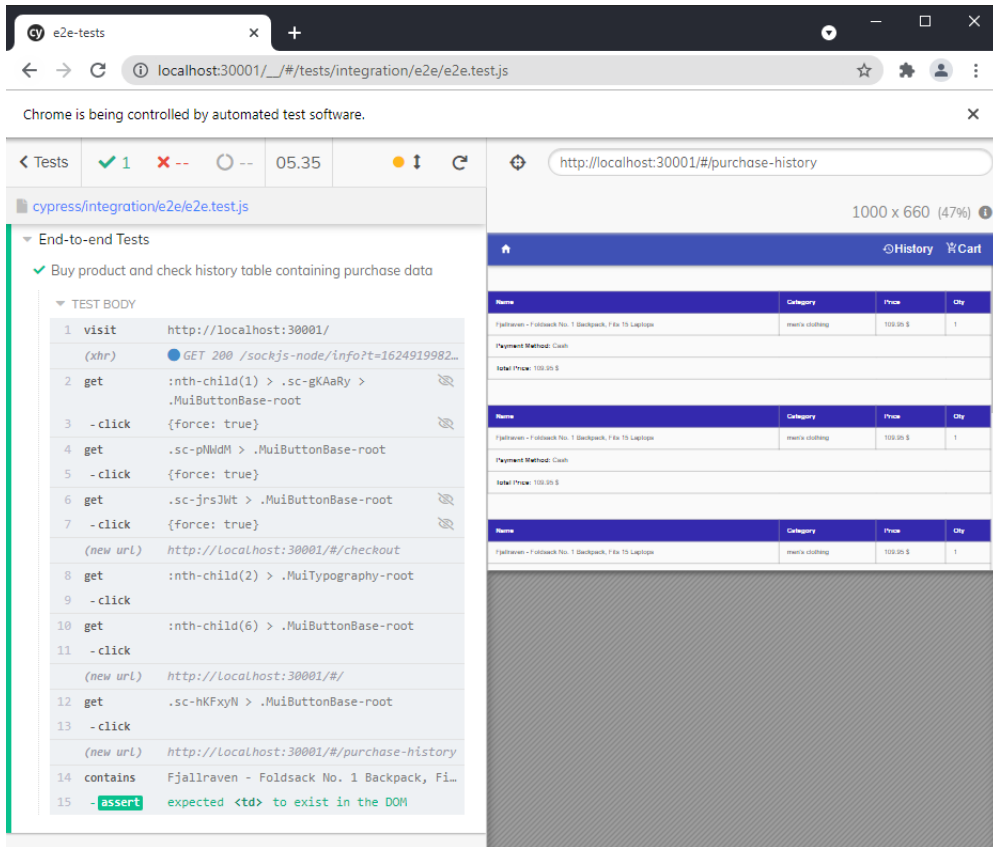 e2e-tests
localhost:30001/__/#/tests/integration/e2e/e2e.test.js
Chrome is being controlled by automated test software.
Tests 1 -- -- 05.35
http://localhost:30001/#/purchase-history
cypress/integration/e2e/e2e.test.js
1000 x 660 (47%)
End-to-end Tests
Buy product and check history table containing purchase data
TEST BODY
1 visit http://localhost:30001/
(xhr) GET 200 /sockjs-node/info?t=1624919982…
2 get :nth-child(1) > .sc-gKAaRy >
.MuiButtonBase-root
3 - click {force: true}
4 get .sc-pNWdM > .MuiButtonBase-root
5 - click {force: true}
6 get .sc-jrsJWt > .MuiButtonBase-root
7 - click {force: true}
(new url) http://localhost:30001/#/checkout
8 get :nth-child(2) > .MuiTypography-root
9 - click
10 get :nth-child(6) > .MuiButtonBase-root
11 - click
(new url) http://localhost:30001/#/
12 get .sc-hKFxyN > .MuiButtonBase-root
13 - click
(new url) http://localhost:30001/#/purchase-history
14 contains Fjallraven - Foldsack No. 1 Backpack, Fi…
15 - assert expected <td> to exist in the DOM
History Cart
Name Category Price Qty
Fjallraven - Foldsack No. 1 Backpack, Fits 15 Laptops men's clothing 109.95 $ 1
Payment Method: Cash
Total Price: 109.95 $
Name Category Price Qty
Fjallraven - Foldsack No. 1 Backpack, Fits 15 Laptops men's clothing 109.95 $ 1
Payment Method: Cash
Total Price: 109.95 $
Name Category Price Qty
Fjallraven - Foldsack No. 1 Backpack, Fits 15 Laptops men's clothing 109.95 $ 1